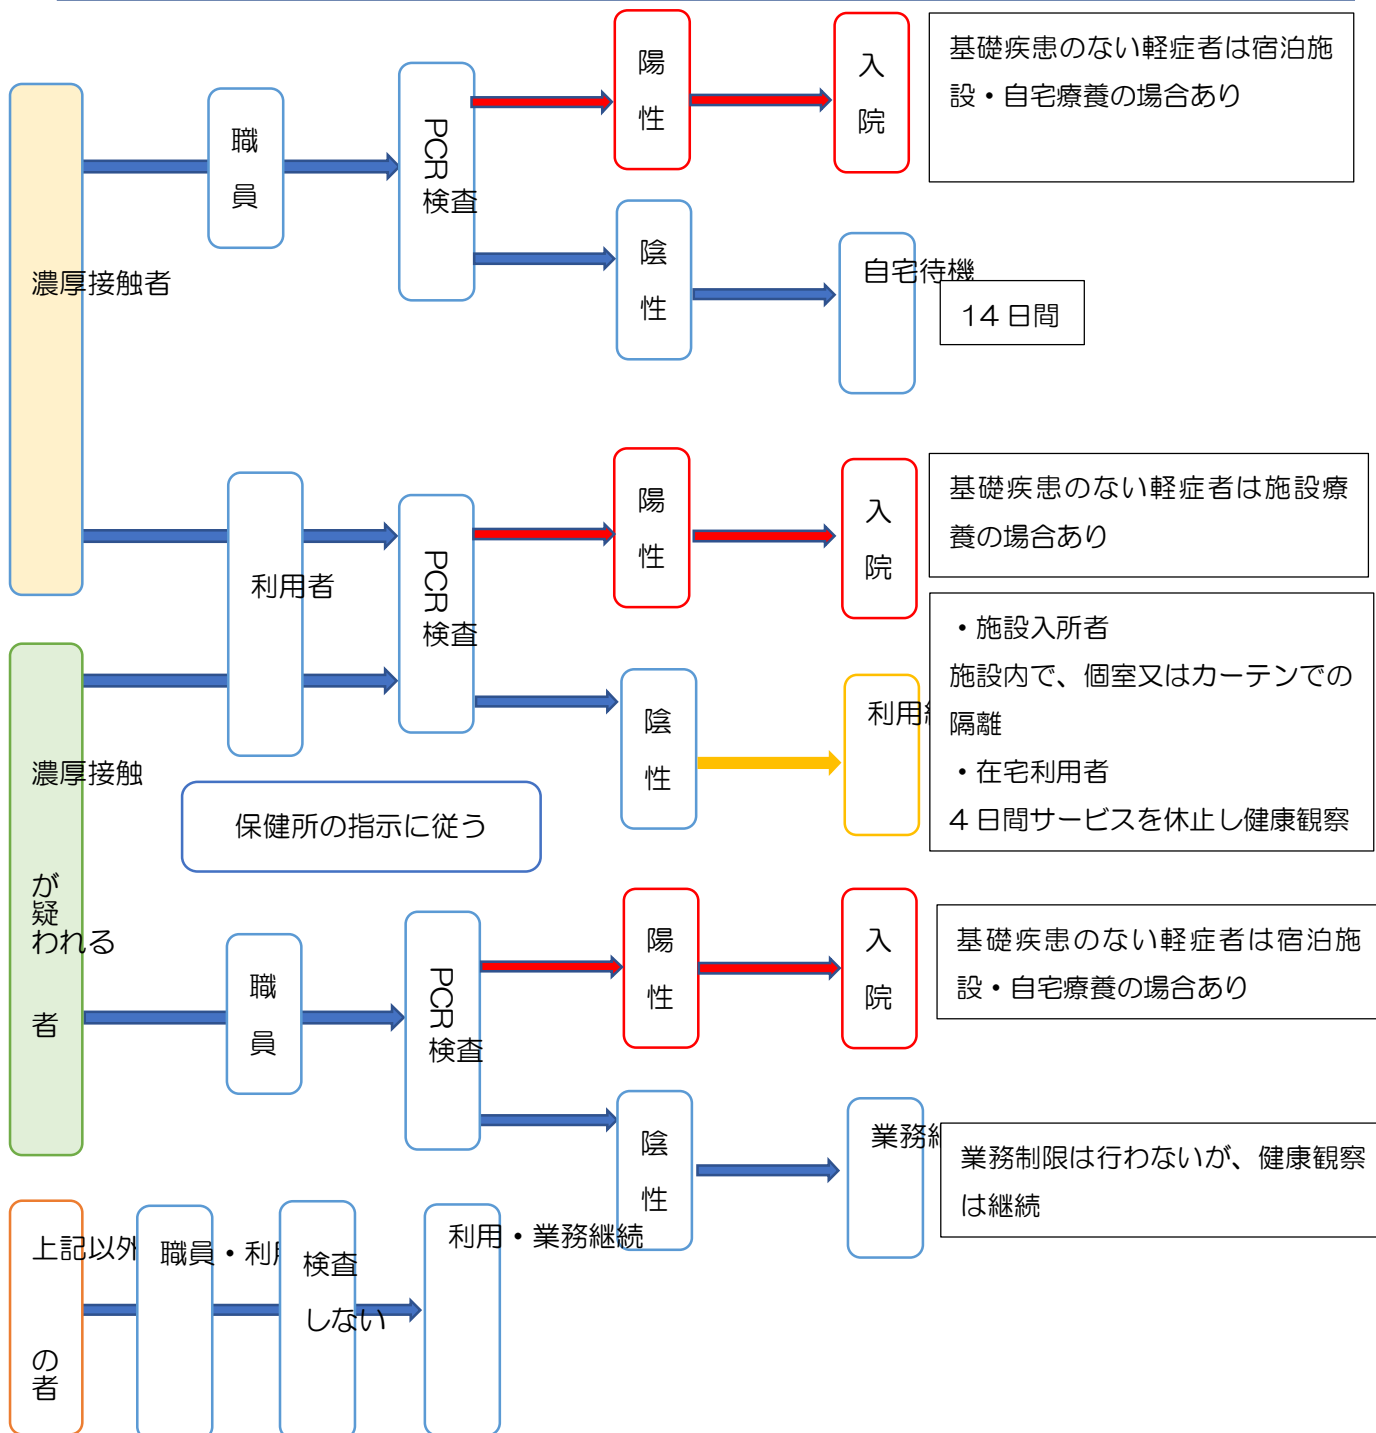 陽性
入院
基礎疾患のない軽症者は宿泊施
設・自宅療養の場合あり
職員
PCR
検査
濃厚接触者
陰性
自宅待機
14日間
陽性
入院
基礎疾患のない軽症者は施設療
養の場合あり
利用者
PCR
検査
・施設入所者
施設内で、個室又はカーテンでの
隔離
・在宅利用者
4日間サービスを休止し健康観察
陰性
利用
濃厚接触
が疑
われる
者
保健所の指示に従う
職員
PCR
検査
陽性
入院
基礎疾患のない軽症者は宿泊施
設・自宅療養の場合あり
陰性
業務
業務制限は行わないが、健康観察
は継続
上記以外
の者
職員・利
検査
しない
利用・業務継続